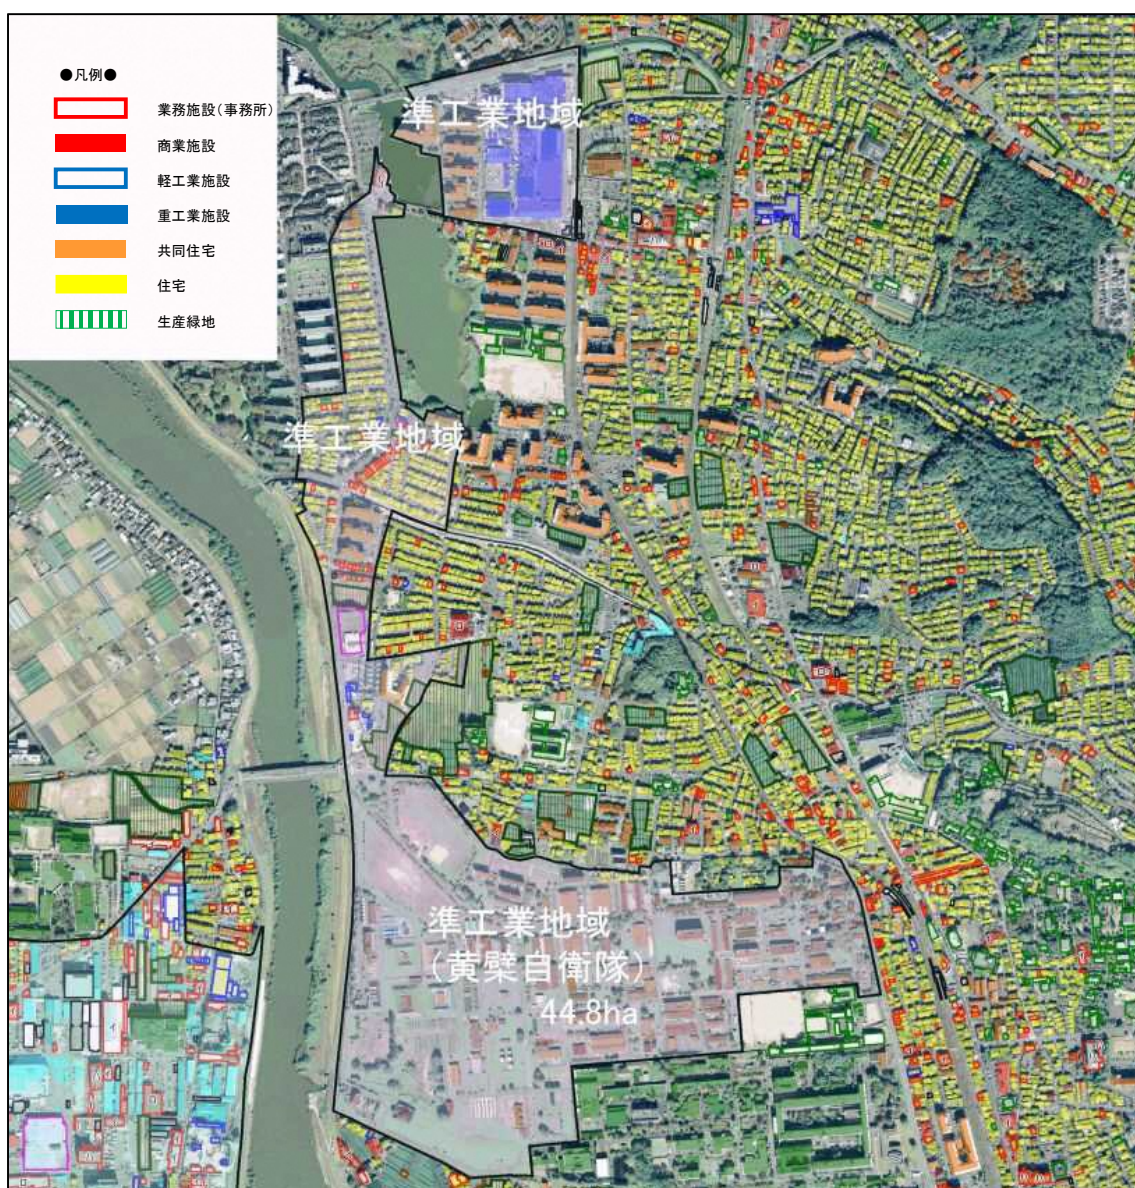 ●凡例●
業務施設(事務所)
商業施設
軽工業施設
重工業施設
共同住宅
住宅
生産緑地
準工業地域
準工業地域
準工業地域
(黄檗自衛隊)
44.8ha